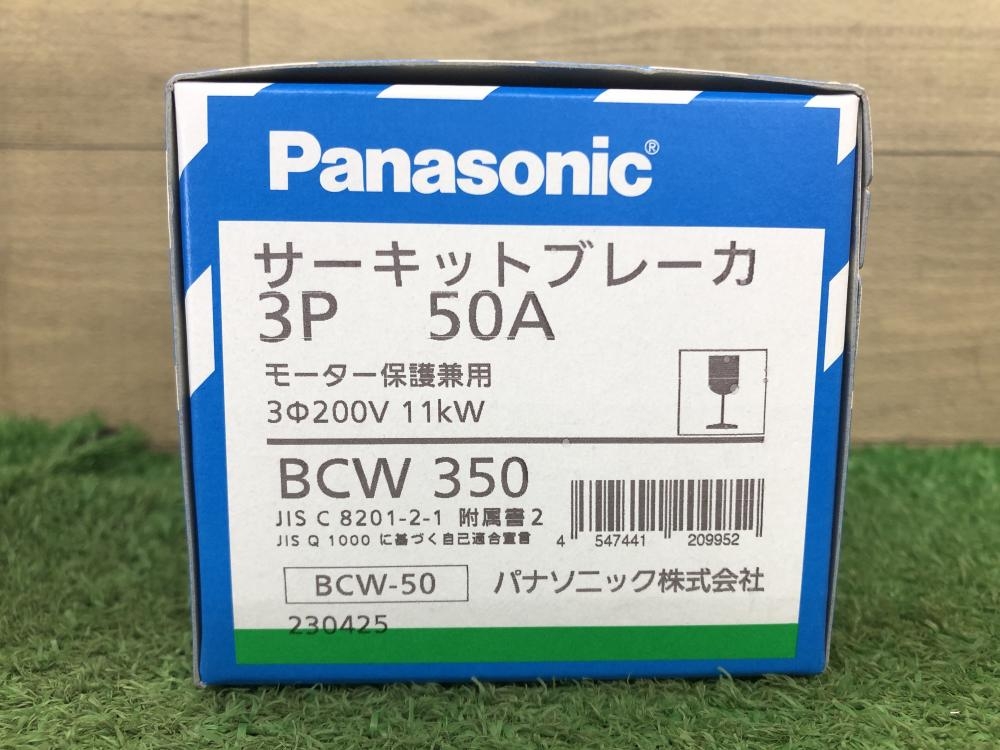 Panasonic®
サーキットブレーカ
3P 50A
モーター保護兼用
3Φ200V 11kW
BCW 350
JIS C 8201-2-1 附属書2
JIS Q 1000 に基づく自己適合宣言
4 547441 209952
BCW-50 パナソニック株式会社
230425